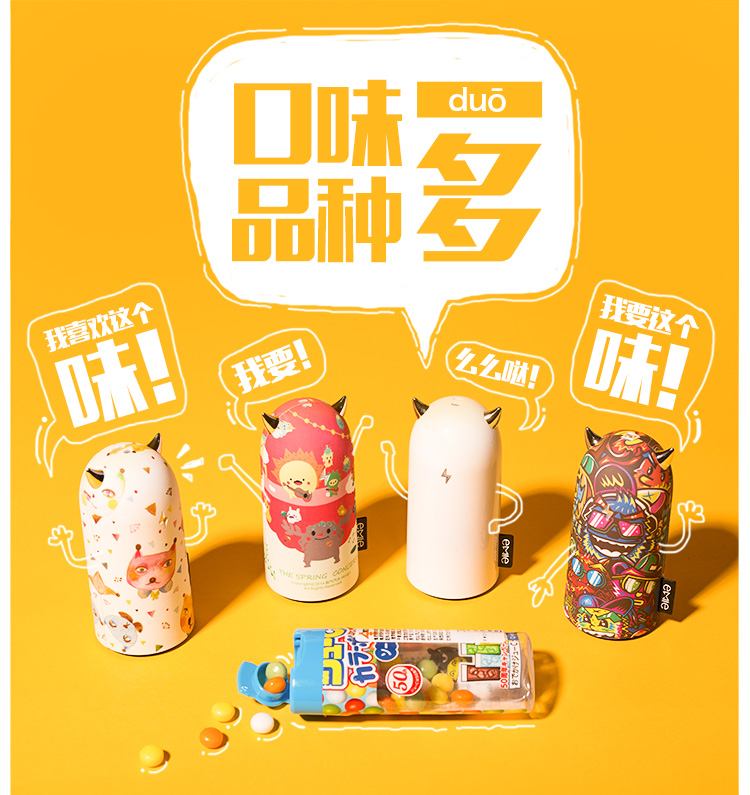 口味 duō
品种多
我喜欢这个
味!
我要!
么么哒!
我要这个
味!
emie
emie
emie
THE SPRING CONCERT
50